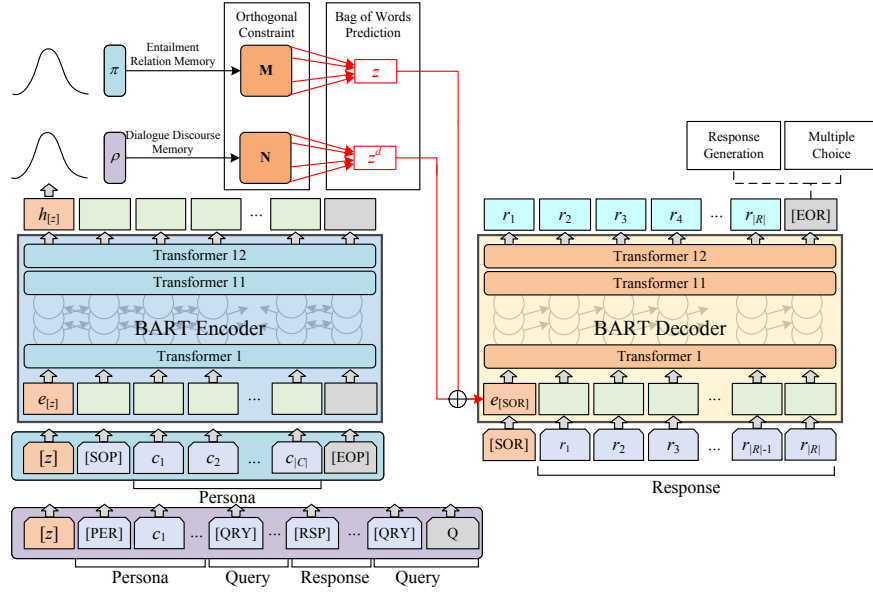 Orthogonal Constraint
Bag of Words Prediction
π
Entailment Relation Memory
M
z
ρ
Dialogue Discourse Memory
N
z^d
Response Generation
Multiple Choice
h_[z]
...
r_1 r_2 r_3 r_4 ... r_|R| [EOR]
Transformer 12
Transformer 11
BART Encoder
Transformer 1
Transformer 12
Transformer 11
BART Decoder
Transformer 1
e_[z] ...
e_[SOR] ...
[z] [SOP] c_1 c_2 ... c_|C| [EOP]
Persona
[SOR] r_1 r_2 r_3 ... r_|R|-1 r_|R|
Response
[z] [PER] c_1 ... [QRY] ... [RSP] ... [QRY] Q
Persona Query Response Query